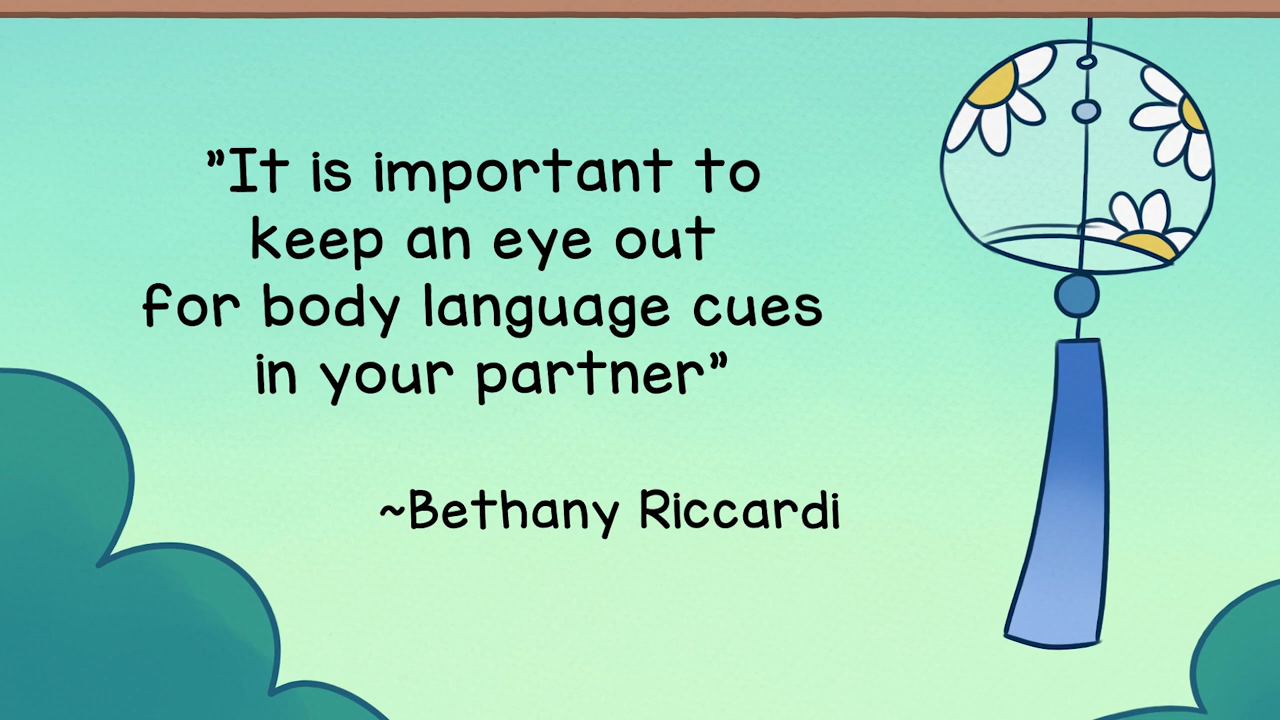 ”It is important to
keep an eye out
for body language cues
in your partner”
~Bethany Riccardi